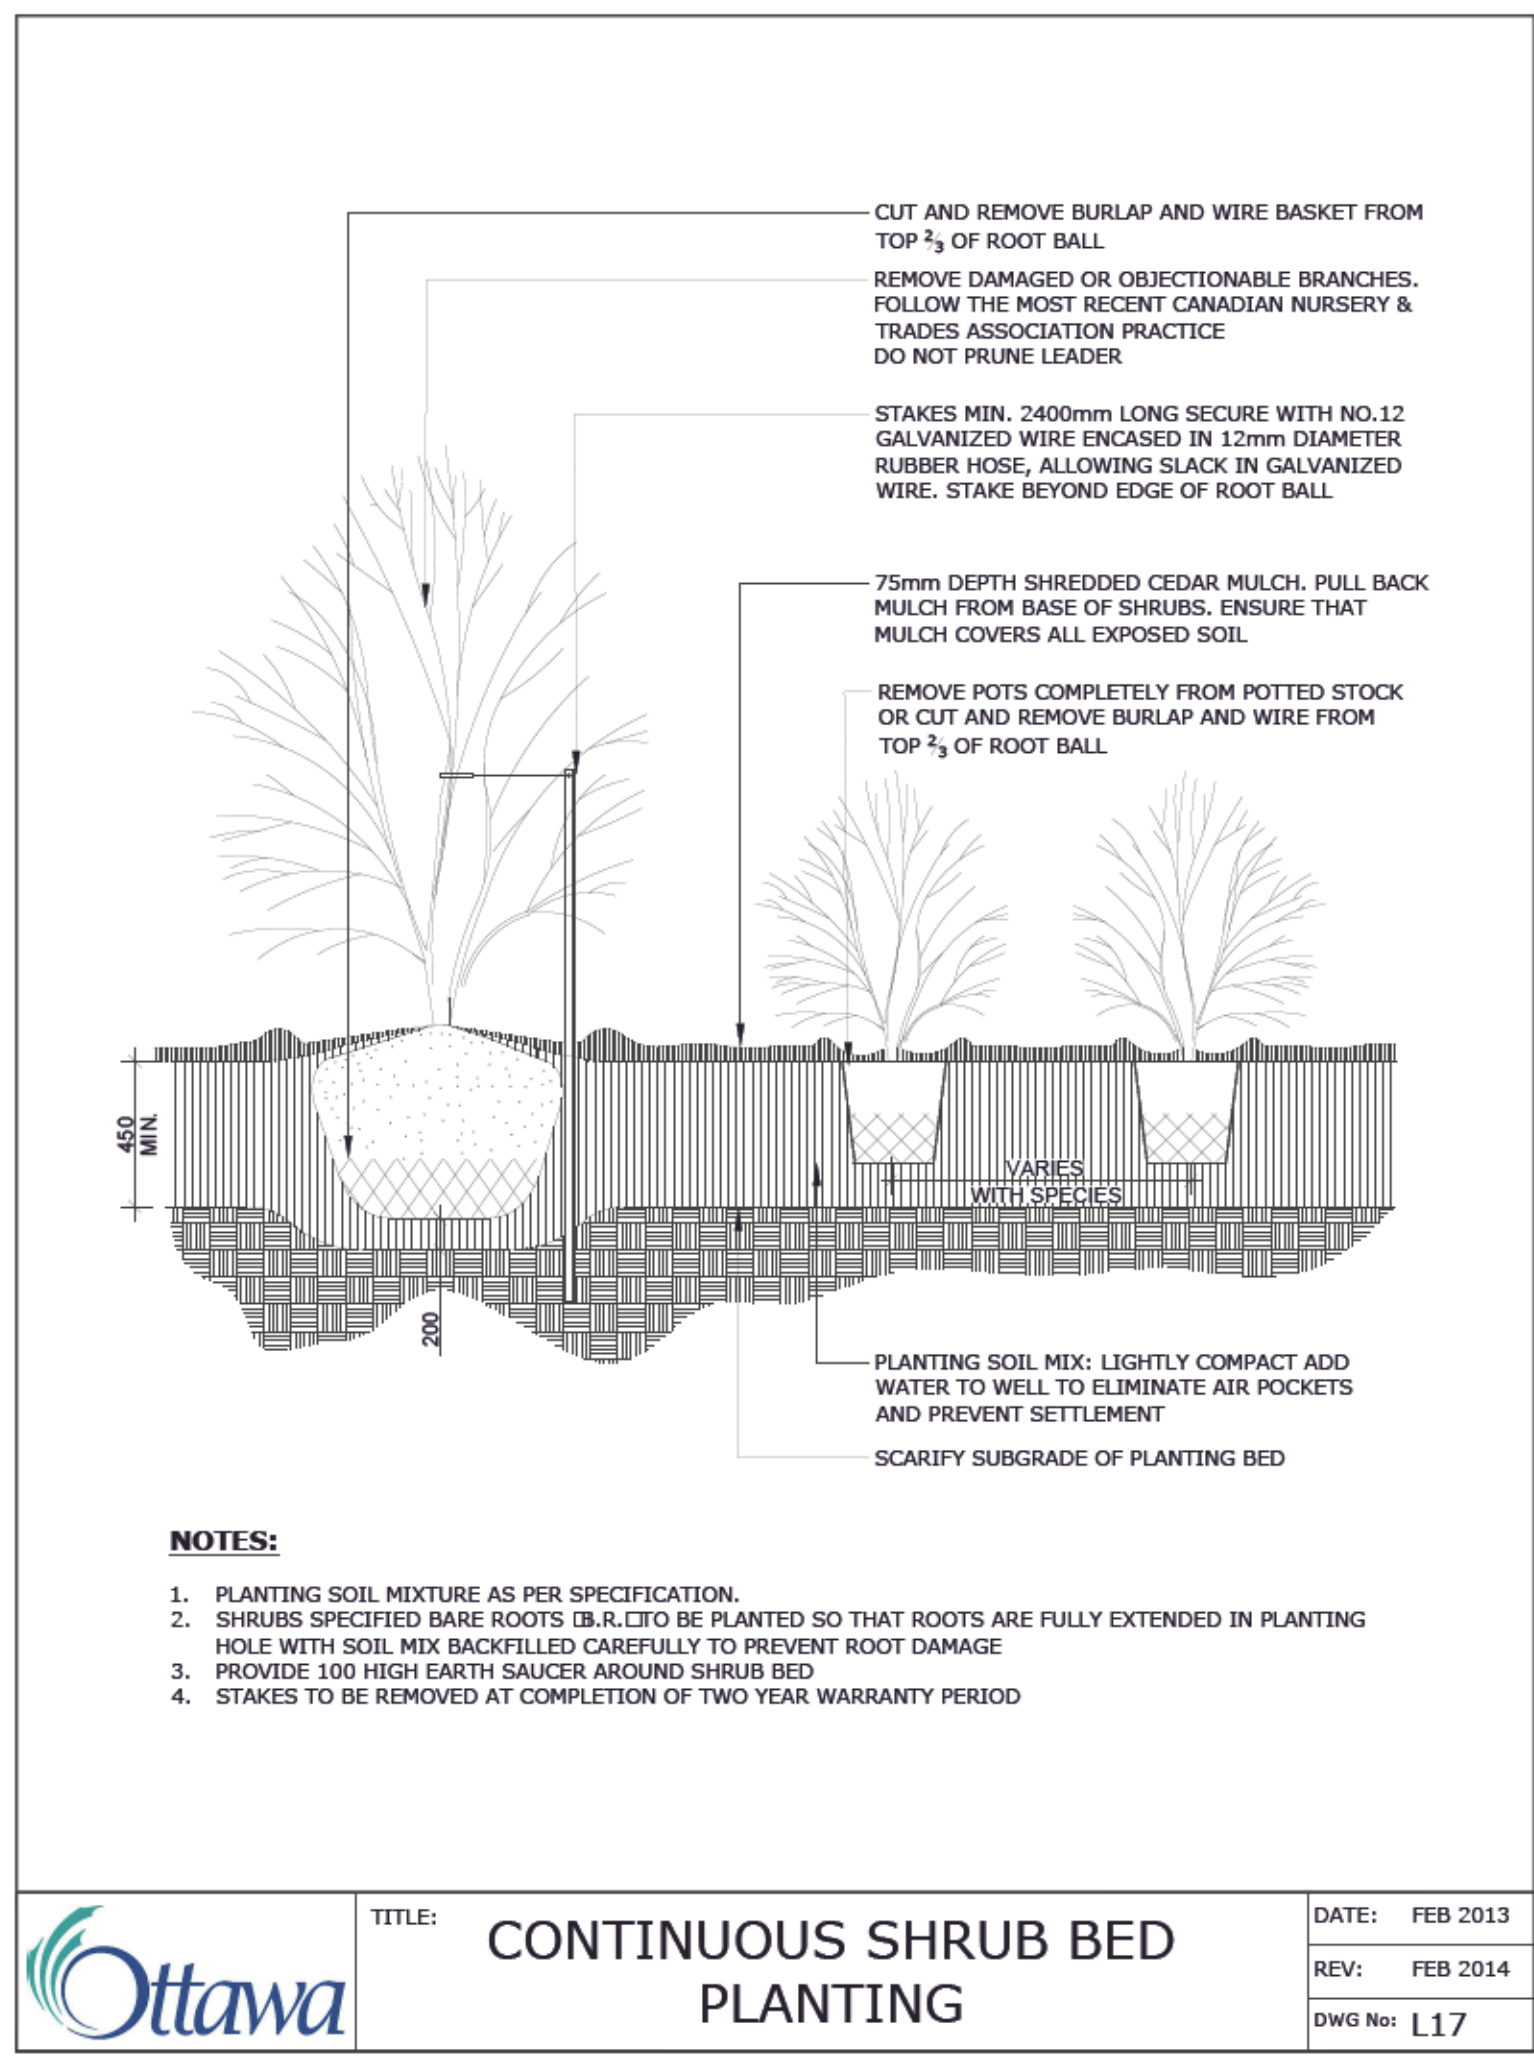 CUT AND REMOVE BURLAP AND WIRE BASKET FROM
TOP ⅔ OF ROOT BALL
REMOVE DAMAGED OR OBJECTIONABLE BRANCHES.
FOLLOW THE MOST RECENT CANADIAN NURSERY &
TRADES ASSOCIATION PRACTICE
DO NOT PRUNE LEADER
STAKES MIN. 2400mm LONG SECURE WITH NO.12
GALVANIZED WIRE ENCASED IN 12mm DIAMETER
RUBBER HOSE, ALLOWING SLACK IN GALVANIZED
WIRE. STAKE BEYOND EDGE OF ROOT BALL
75mm DEPTH SHREDDED CEDAR MULCH. PULL BACK
MULCH FROM BASE OF SHRUBS. ENSURE THAT
MULCH COVERS ALL EXPOSED SOIL
REMOVE POTS COMPLETELY FROM POTTED STOCK
OR CUT AND REMOVE BURLAP AND WIRE FROM
TOP ⅔ OF ROOT BALL
450
MIN.
VARIES
WITH SPECIES
200
PLANTING SOIL MIX: LIGHTLY COMPACT ADD
WATER TO WELL TO ELIMINATE AIR POCKETS
AND PREVENT SETTLEMENT
SCARIFY SUBGRADE OF PLANTING BED
NOTES:
1. PLANTING SOIL MIXTURE AS PER SPECIFICATION.
2. SHRUBS SPECIFIED BARE ROOTS □B.R.□TO BE PLANTED SO THAT ROOTS ARE FULLY EXTENDED IN PLANTING
HOLE WITH SOIL MIX BACKFILLED CAREFULLY TO PREVENT ROOT DAMAGE
3. PROVIDE 100 HIGH EARTH SAUCER AROUND SHRUB BED
4. STAKES TO BE REMOVED AT COMPLETION OF TWO YEAR WARRANTY PERIOD
Ottawa
TITLE:
CONTINUOUS SHRUB BED
PLANTING
DATE: FEB 2013
REV: FEB 2014
DWG No: L17